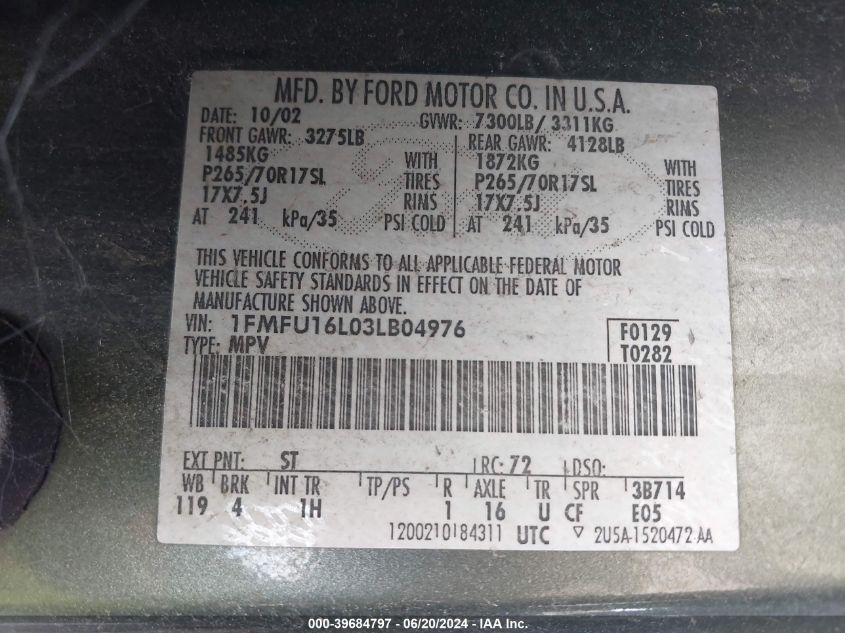 MFD. BY FORD MOTOR CO. IN U.S.A.
DATE: 10/02 GVWR: 7300LB/ 3311KG
FRONT GAWR: 3275LB REAR GAWR: 4128LB
1485KG WITH 1872KG WITH
P265/70R17SL TIRES P265/70R17SL TIRES
17X7.5J RINS 17X7.5J RINS
AT 241 kPa/35 PSI COLD AT 241 kPa/35 PSI COLD
THIS VEHICLE CONFORMS TO ALL APPLICABLE FEDERAL MOTOR
VEHICLE SAFETY STANDARDS IN EFFECT ON THE DATE OF
MANUFACTURE SHOWN ABOVE.
VIN: 1FMFU16L03LB04976 F0129
TYPE: MPV T0282
EXT PNT: ST RC: 72 DSO:
WB BRK INT TR TP/PS R AXLE TR SPR 3B714
119 4 1H 1 16 U CF E05
1200210184311 UTC ▽ 2U5A-1520472-AA
000-39684797 - 06/20/2024 - IAAI.com